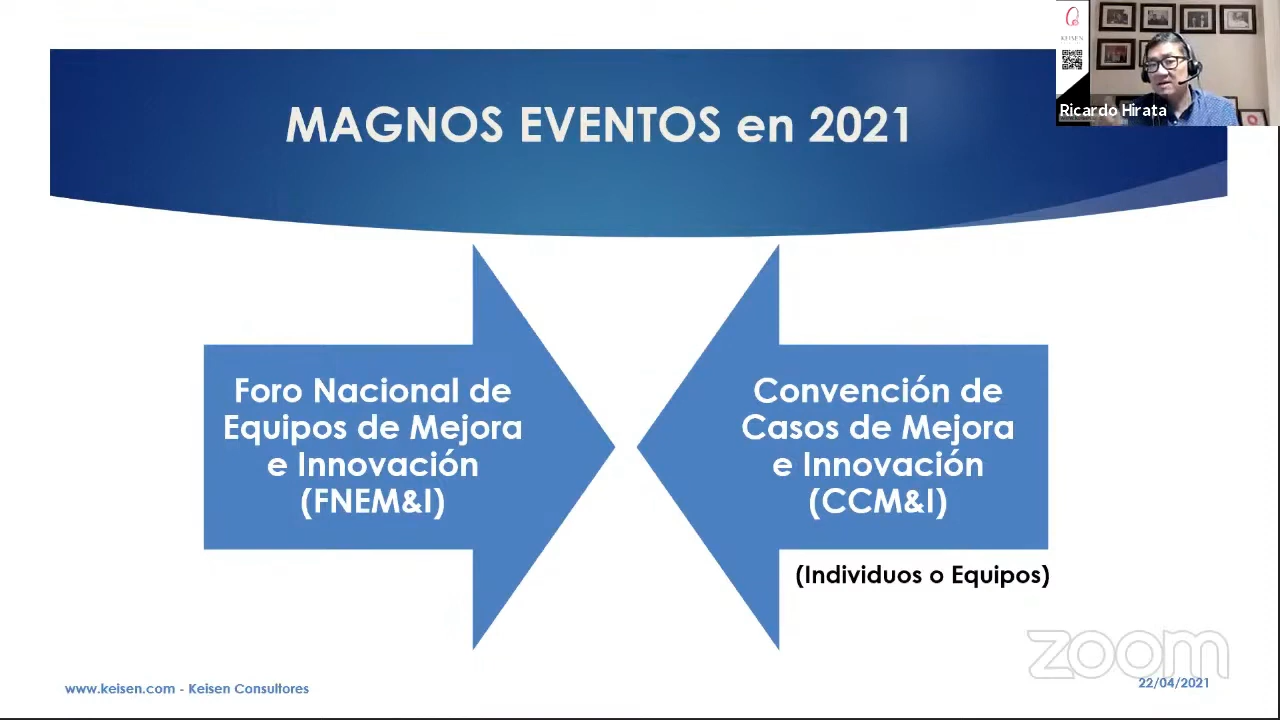 MAGNOS EVENTOS en 2021
KEISEN
Ricardo Hirata
Foro Nacional de
Equipos de Mejora
e Innovación
(FNEM&I)
Convención de
Casos de Mejora
e Innovación
(CCM&I)
(Individuos o Equipos)
zoom
www.keisen.com - Keisen Consultores
22/04/2021